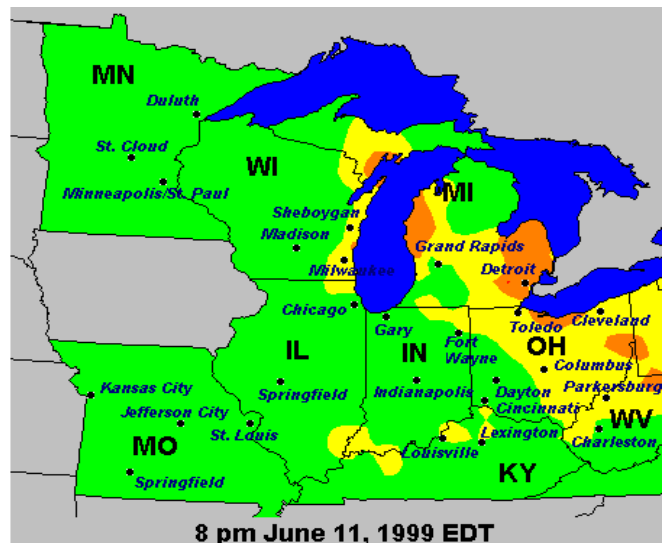 MN
Duluth
St. Cloud
WI
Minneapolis/St. Paul
MI
Sheboygan
Madison
Grand Rapids
Milwaukee
Detroit
Chicago
Gary
Toledo
Cleveland
Fort
Wayne
OH
IL
IN
Columbus
Kansas City
Springfield
Indianapolis
Dayton
Parkersburg
Cincinnati
Jefferson City
St. Louis
WV
Lexington
Charleston
MO
Louisville
Springfield
KY
8 pm June 11, 1999 EDT